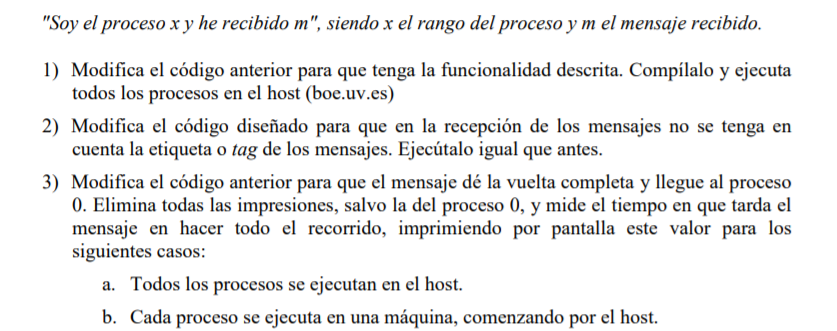 "Soy el proceso x y he recibido m", siendo x el rango del proceso y m el mensaje recibido.
1) Modifica el código anterior para que tenga la funcionalidad descrita. Compílalo y ejecuta
todos los procesos en el host (boe.uv.es)
2) Modifica el código diseñado para que en la recepción de los mensajes no se tenga en
cuenta la etiqueta o tag de los mensajes. Ejecútalo igual que antes.
3) Modifica el código anterior para que el mensaje dé la vuelta completa y llegue al proceso
0. Elimina todas las impresiones, salvo la del proceso 0, y mide el tiempo en que tarda el
mensaje en hacer todo el recorrido, imprimiendo por pantalla este valor para los
siguientes casos:
a. Todos los procesos se ejecutan en el host.
b. Cada proceso se ejecuta en una máquina, comenzando por el host.